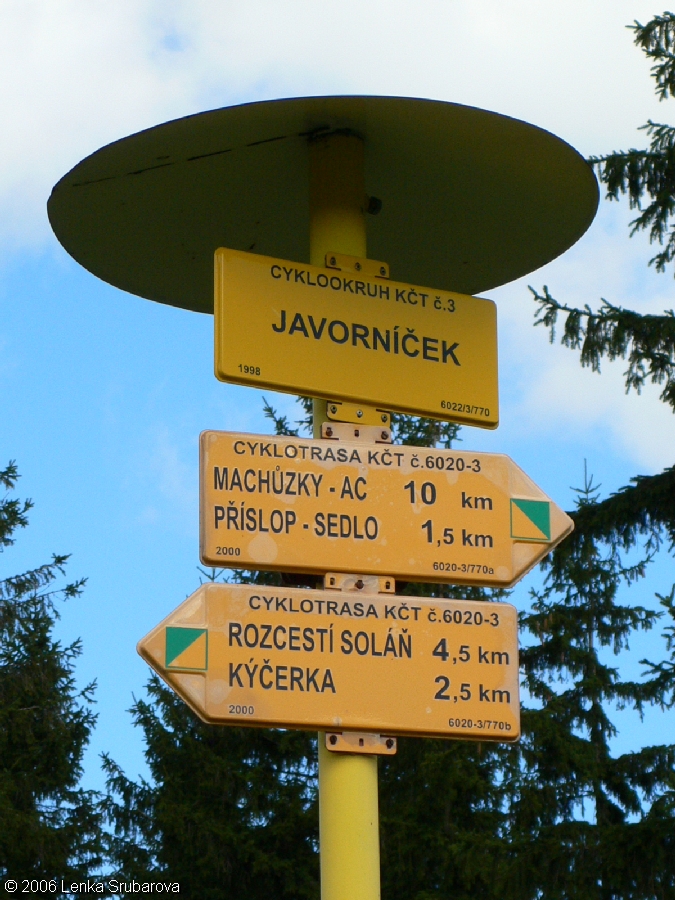 CYKLOOKRUH KČT č.3
JAVORNÍČEK
1998 6022/3/770
CYKLOTRASA KČT č.6020-3
MACHŮZKY - AC 10 km
PŘÍSLOP - SEDLO 1,5 km
2000 6020-3/770a
CYKLOTRASA KČT č.6020-3
ROZCESTÍ SOLÁŇ 4,5 km
KÝČERKA 2,5 km
2000 6020-3/770b
© 2006 Lenka Srubarova